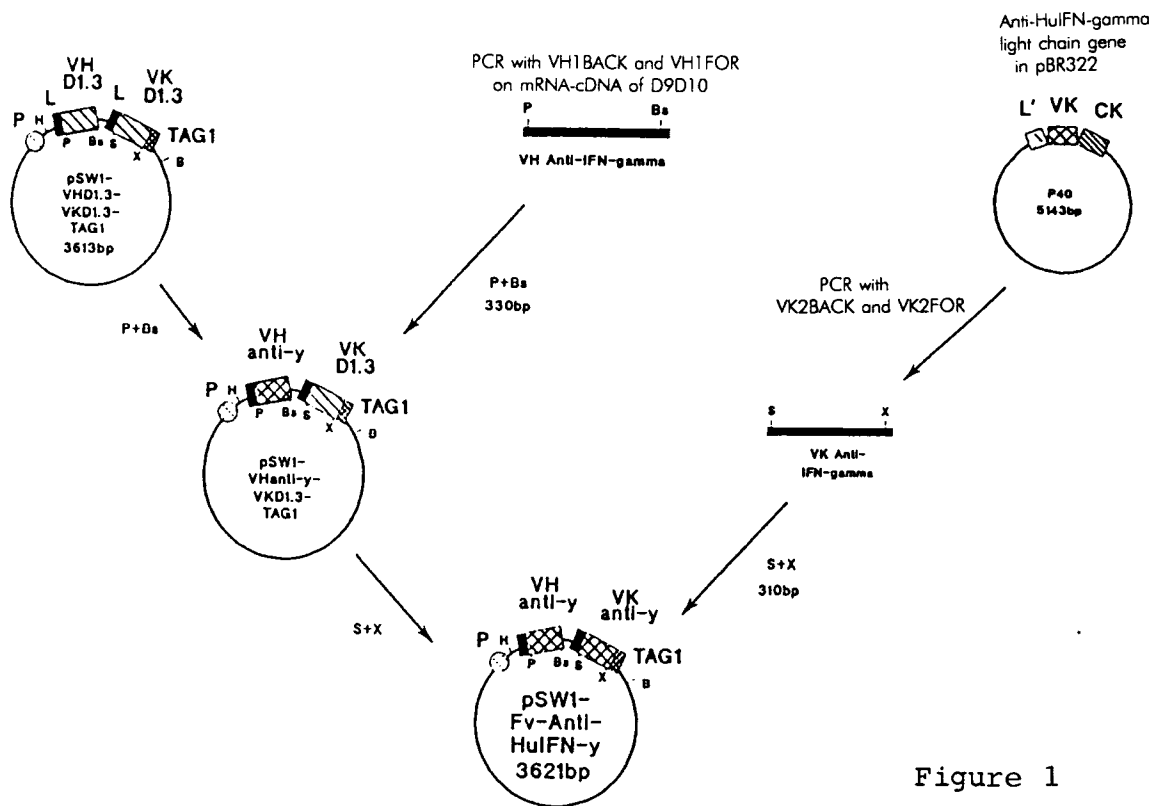 VH
D1.3
VK
D1.3
L
L
P
H
P
Bs
S
X
TAG1
B
pSW1-
VHD1.3-
VKD1.3-
TAG1
3613bp
PCR with VH1BACK and VH1FOR
on mRNA-cDNA of D9D10
P
Bs
VH Anti-IFN-gamma
Anti-HuIFN-gamma
light chain gene
in pBR322
L'
VK
CK
P40
5143bp
P+Bs
P+Bs
330bp
PCR with
VK2BACK and VK2FOR
VH
anti-y
VK
D1.3
P
H
P
Bs
S
X
TAG1
B
pSW1-
VHanti-y-
VKD1.3-
TAG1
S
X
VK Anti-
IFN-gamma
S+X
S+X
310bp
VH
anti-y
VK
anti-y
P
H
P
Bs
S
X
TAG1
B
pSW1-
Fv-Anti-
HuIFN-y
3621bp
Figure 1